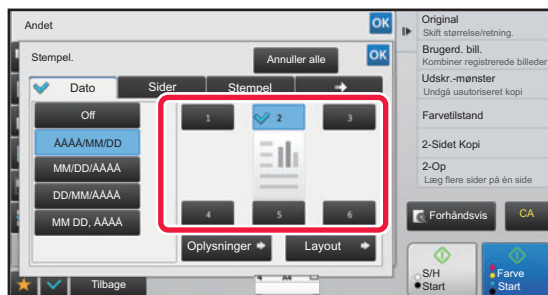 Andet
OK
Stempel.
Annuller alle
OK
Dato
Sider
Stempel
Off
ÅÅÅÅ/MM/DD
MM/DD/ÅÅÅÅ
DD/MM/ÅÅÅÅ
MM DD, ÅÅÅÅ
1
2
3
4
5
6
Oplysninger
Layout
Tilbage
A4
Original
Skift størrelse/retning.
Brugerd. bill.
Kombiner registrerede billeder
Udskr.-mønster
Undgå uautoriseret kopi
Farvetilstand
2-Sidet Kopi
2-Op
Læg flere sider på én side
Forhåndsvis
CA
S/H
Start
Farve
Start